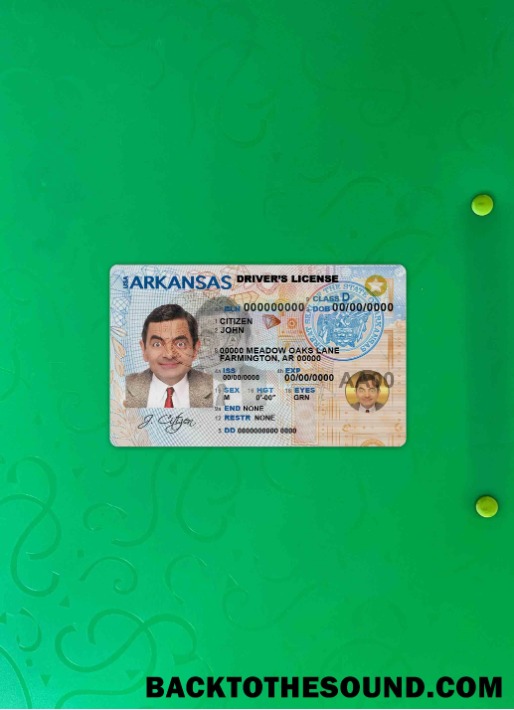 USA ARKANSAS DRIVER'S LICENSE
9 CLASS D
4d DLN 000000000 3 DOB 00/00/0000
1 CITIZEN
2 JOHN
8 00000 MEADOW OAKS LANE
FARMINGTON, AR 00000
4a ISS 4b EXP
00/00/0000 00/00/0000
15 SEX 16 HGT 18 EYES
M 0'-00" GRN
9a END NONE
12 RESTR NONE
5 DD 0000000000 0000
J. Citizen
BACKTOTHESOUND.COM